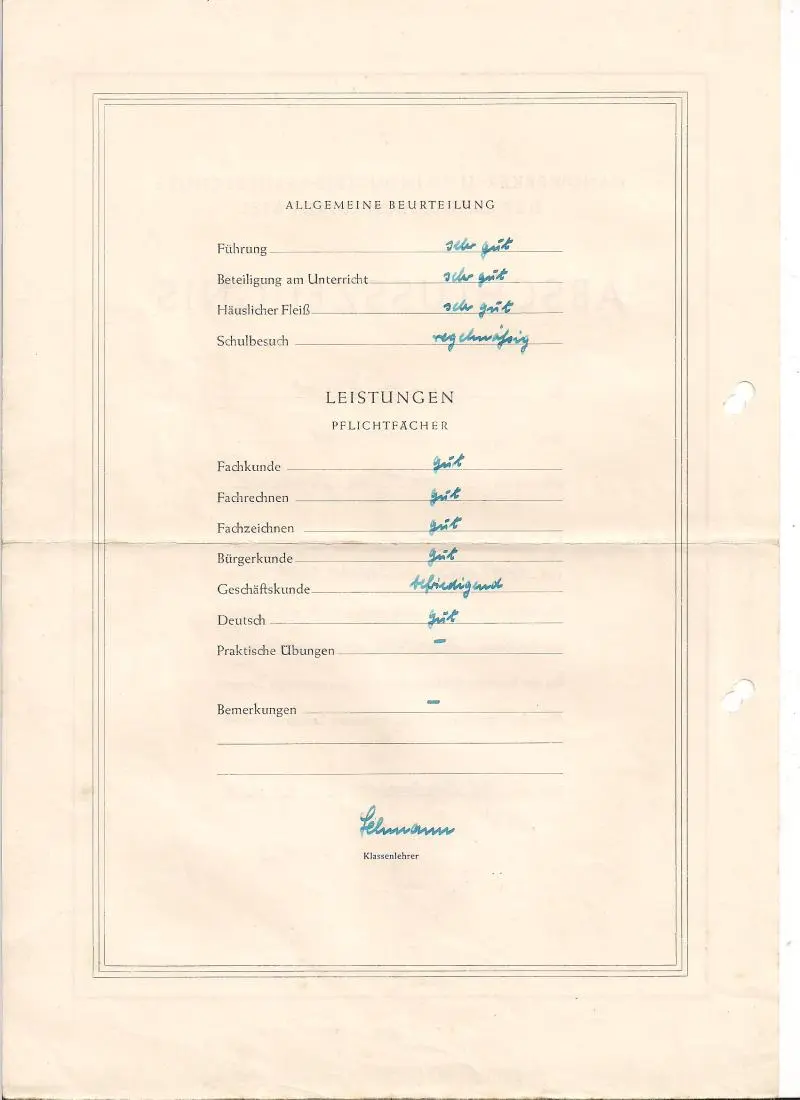 ALLGEMEINE BEURTEILUNG
Führung sehr gut
Beteiligung am Unterricht sehr gut
Häuslicher Fleiß sehr gut
Schulbesuch regelmäßig
LEISTUNGEN
PFLICHTFÄCHER
Fachkunde gut
Fachrechnen gut
Fachzeichnen gut
Bürgerkunde gut
Geschäftskunde befriedigend
Deutsch gut
Praktische Übungen –
Bemerkungen –
Klassenlehrer